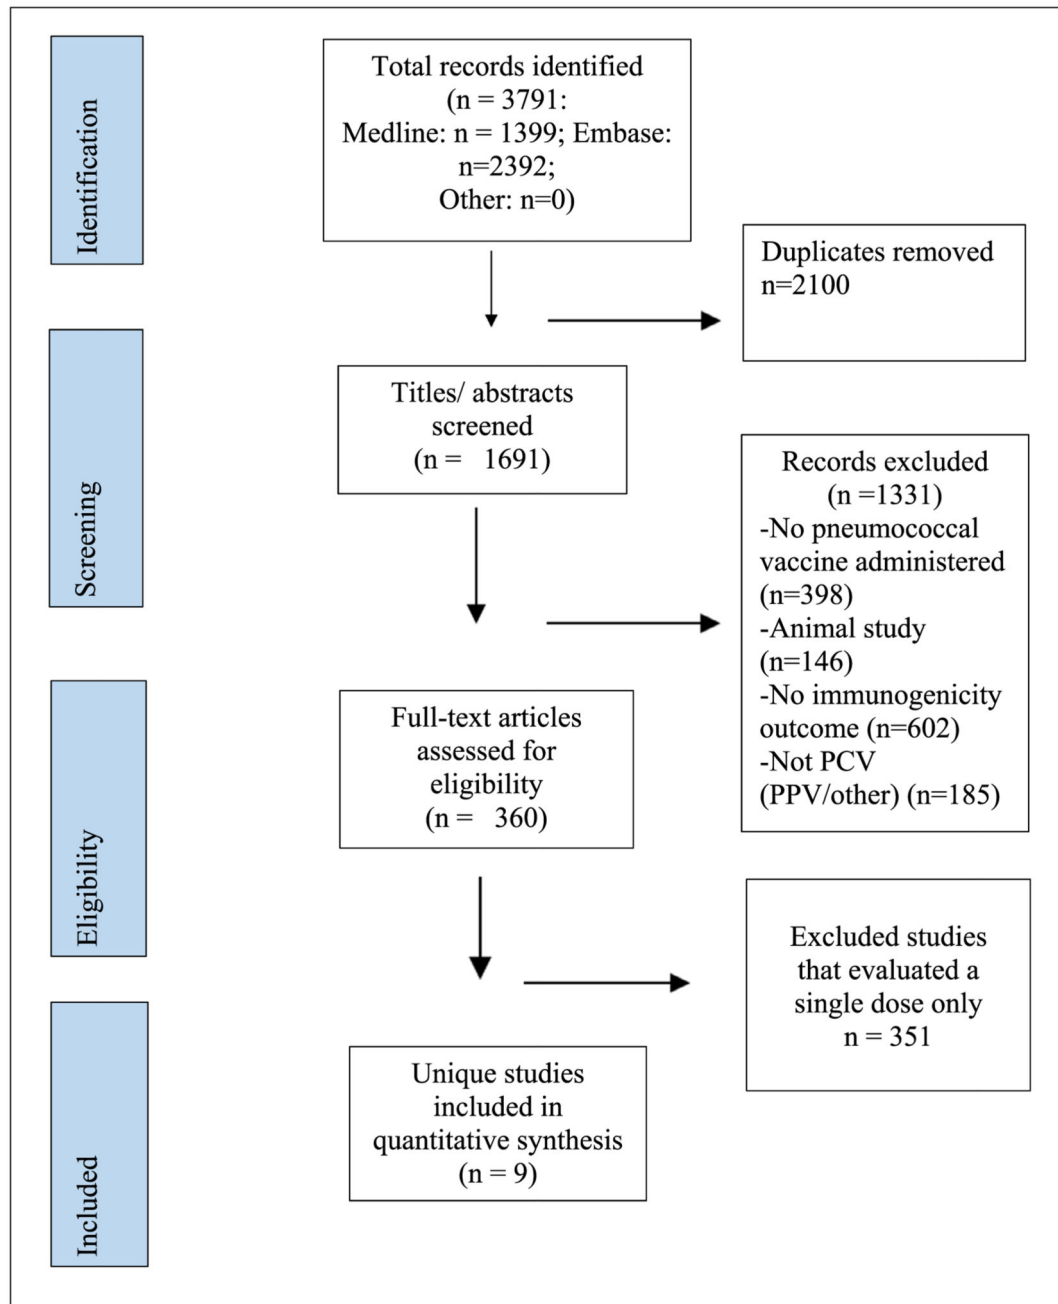 Identification
Total records identified
(n = 3791:
Medline: n = 1399; Embase:
n=2392;
Other: n=0)
Duplicates removed
n=2100
Screening
Titles/ abstracts
screened
(n =   1691)
Records excluded
(n =1331)
-No pneumococcal
vaccine administered
(n=398)
-Animal study
(n=146)
-No immunogenicity
outcome (n=602)
-Not PCV
(PPV/other) (n=185)
Eligibility
Full-text articles
assessed for
eligibility
(n =   360)
Excluded studies
that evaluated a
single dose only
n = 351
Included
Unique studies
included in
quantitative synthesis
(n = 9)